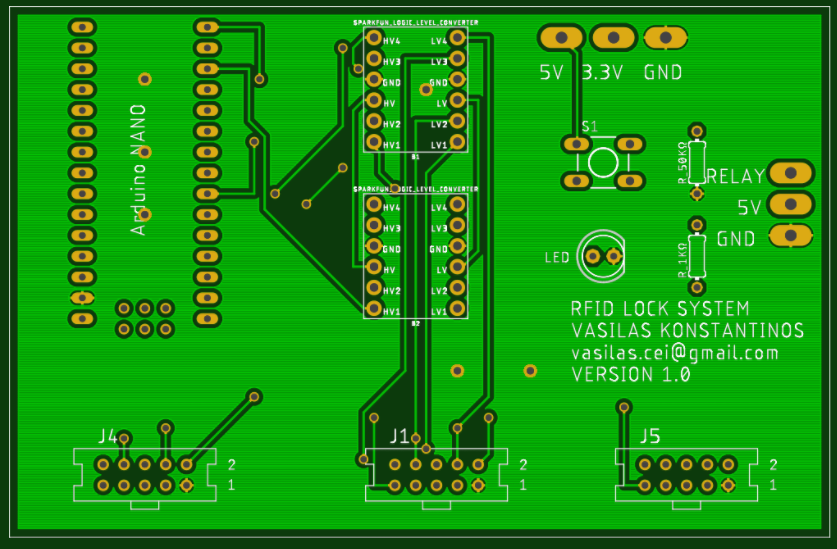 SPARKFUN_LOGIC_LEVEL_CONVERTER
HV4 LV4
HV3 LV3
GND GND
HV LV
HV2 LV2
HV1 LV1
B1
SPARKFUN_LOGIC_LEVEL_CONVERTER
HV4 LV4
HV3 LV3
GND GND
HV LV
HV2 LV2
HV1 LV1
B2
Arduino NANO
5V 3.3V GND
S1
R_50KΩ
RELAY
5V
GND
LED
R_1KΩ
RFID LOCK SYSTEM
VASILAS KONSTANTINOS
vasilas.cei@gmail.com
VERSION 1.0
J4
2
1
J1
2
1
J5
2
1